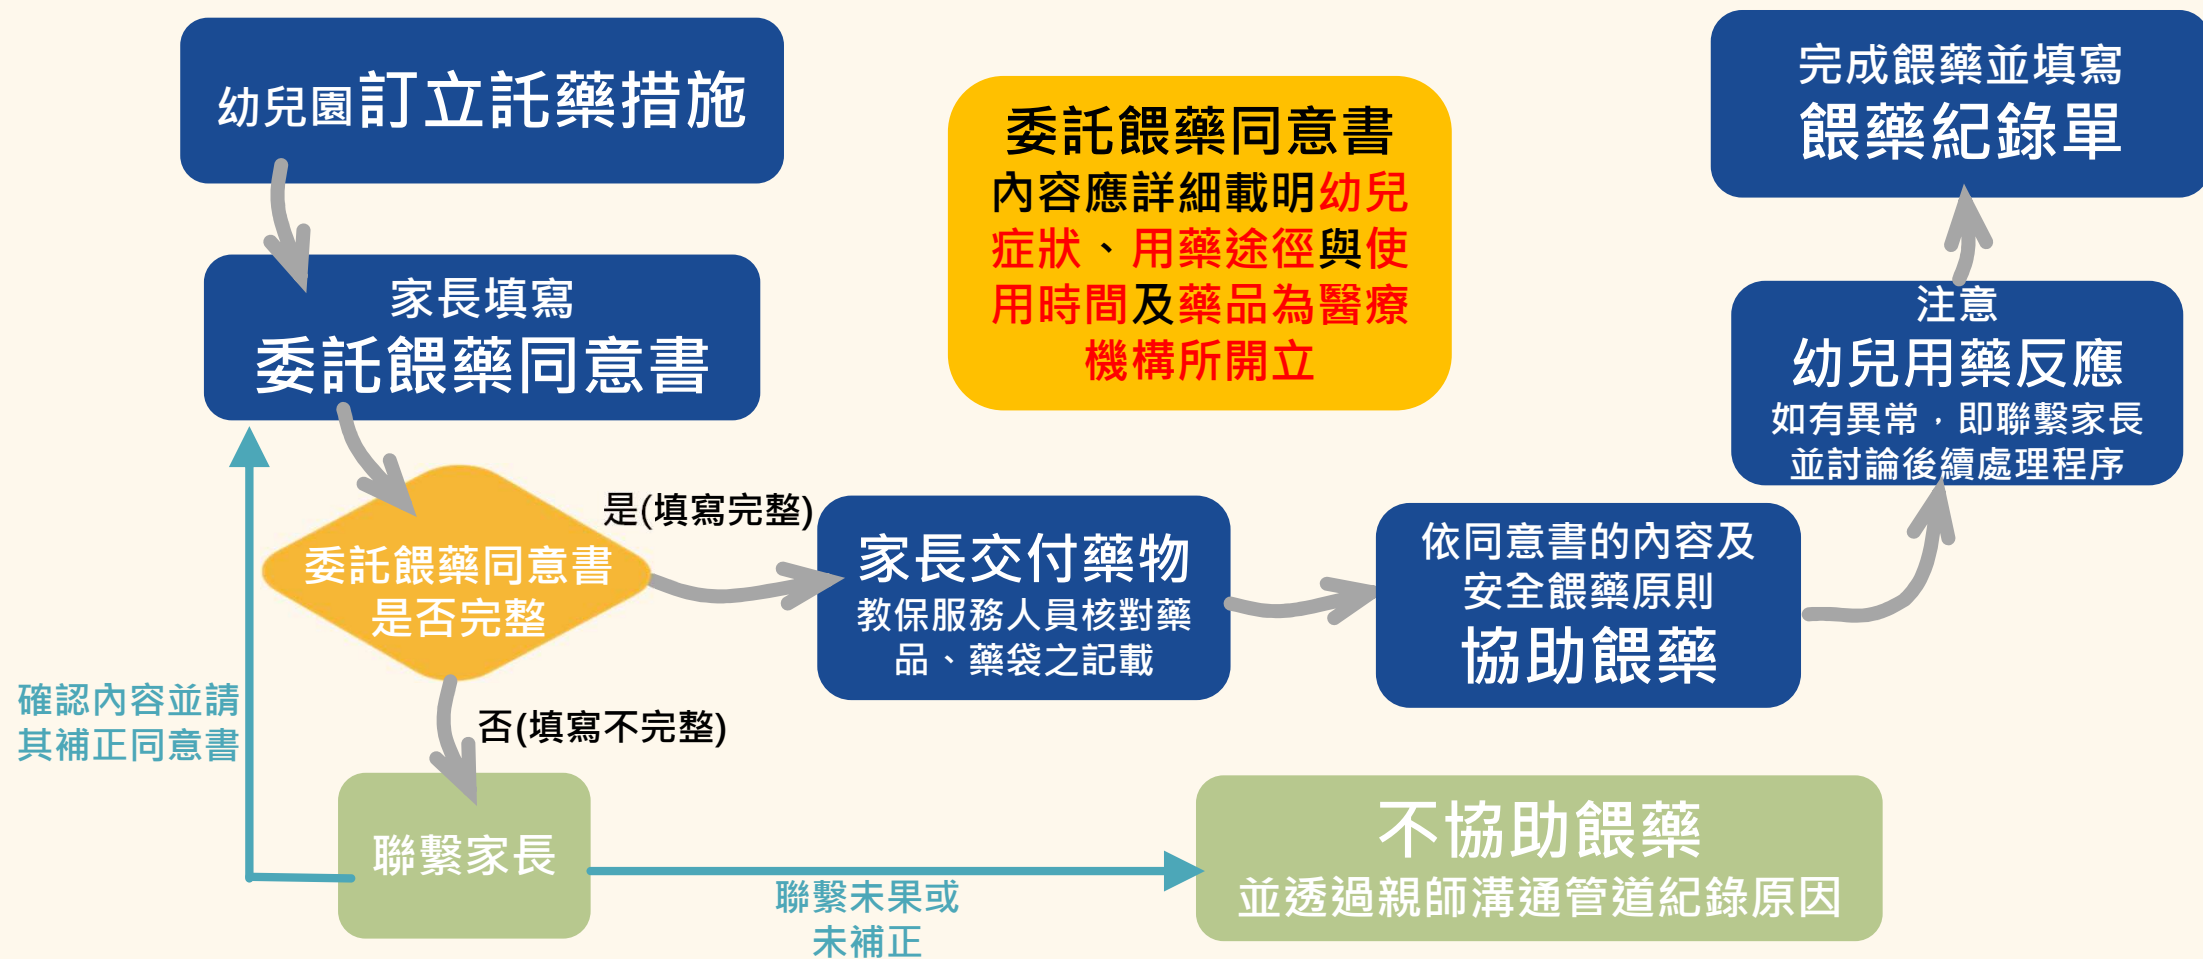 幼兒園訂立託藥措施
家長填寫
委託餵藥同意書
委託餵藥同意書
是否完整
是(填寫完整)
否(填寫不完整)
聯繫家長
確認內容並請
其補正同意書
聯繫未果或
未補正
不協助餵藥
並透過親師溝通管道紀錄原因
家長交付藥物
教保服務人員核對藥
品、藥袋之記載
依同意書的內容及
安全餵藥原則
協助餵藥
注意
幼兒用藥反應
如有異常，即聯繫家長
並討論後續處理程序
完成餵藥並填寫
餵藥紀錄單
委託餵藥同意書
內容應詳細載明幼兒
症狀、用藥途徑與使
用時間及藥品為醫療
機構所開立